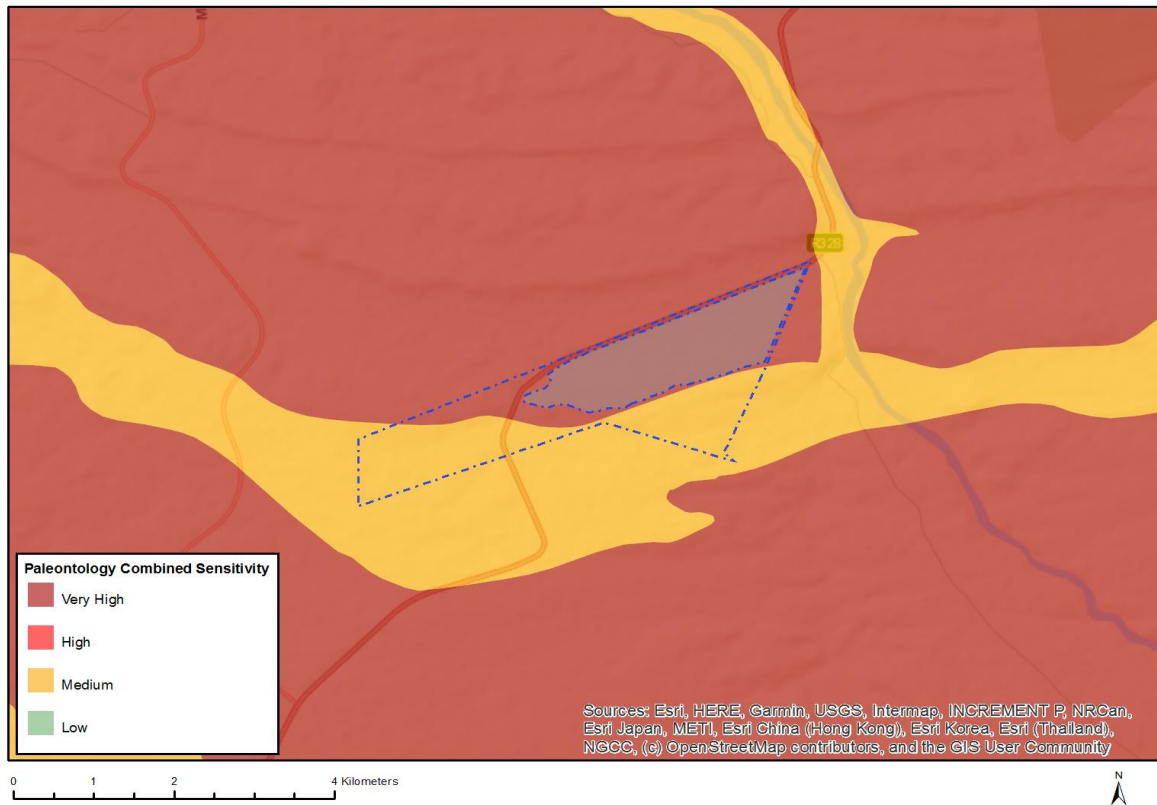 M
R328
Paleontology Combined Sensitivity
Very High
High
Medium
Low
Sources: Esri, HERE, Garmin, USGS, Intermap, INCREMENT P, NRCan,
Esri Japan, METI, Esri China (Hong Kong), Esri Korea, Esri (Thailand),
NGCC, (c) OpenStreetMap contributors, and the GIS User Community
0 1 2 4 Kilometers
N